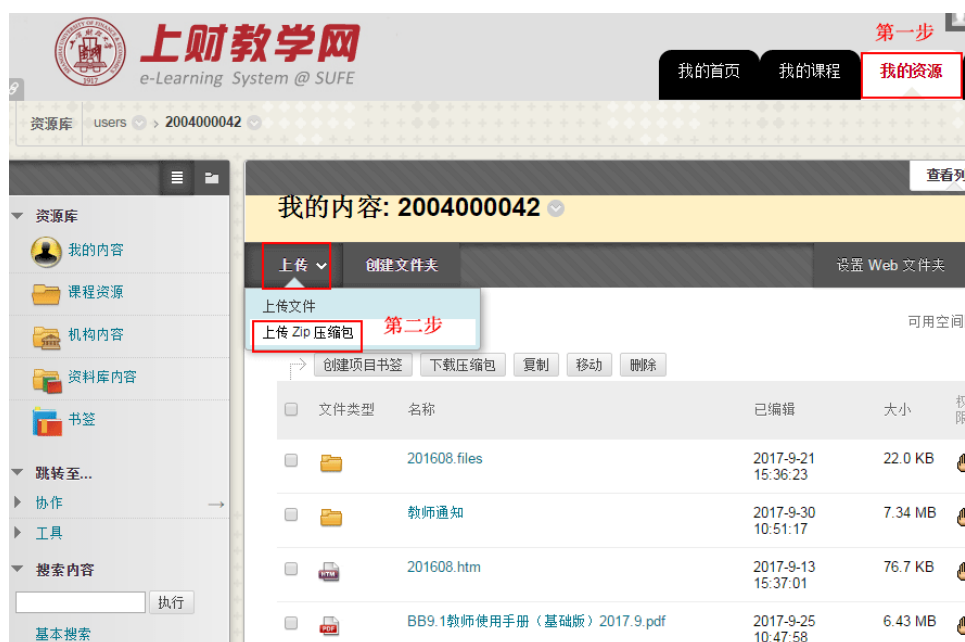 上财教学网
e-Learning System @ SUFE
1917
第一步
我的首页
我的课程
我的资源
资源库
users
2004000042
查看列
资源库
我的内容
课程资源
机构内容
资料库内容
书签
跳转至...
协作
工具
搜索内容
执行
基本搜索
我的内容: 2004000042
上传
创建文件夹
设置 Web 文件夹
上传文件
上传 Zip 压缩包
第二步
可用空间
创建项目书签
下载压缩包
复制
移动
删除
文件类型
名称
已编辑
大小
权
限
201608.files
2017-9-21
15:36:23
22.0 KB
教师通知
2017-9-30
10:51:17
7.34 MB
201608.htm
2017-9-13
15:37:01
76.7 KB
BB9.1教师使用手册（基础版）2017.9.pdf
2017-9-25
10:47:58
6.43 MB
HTML
PDF